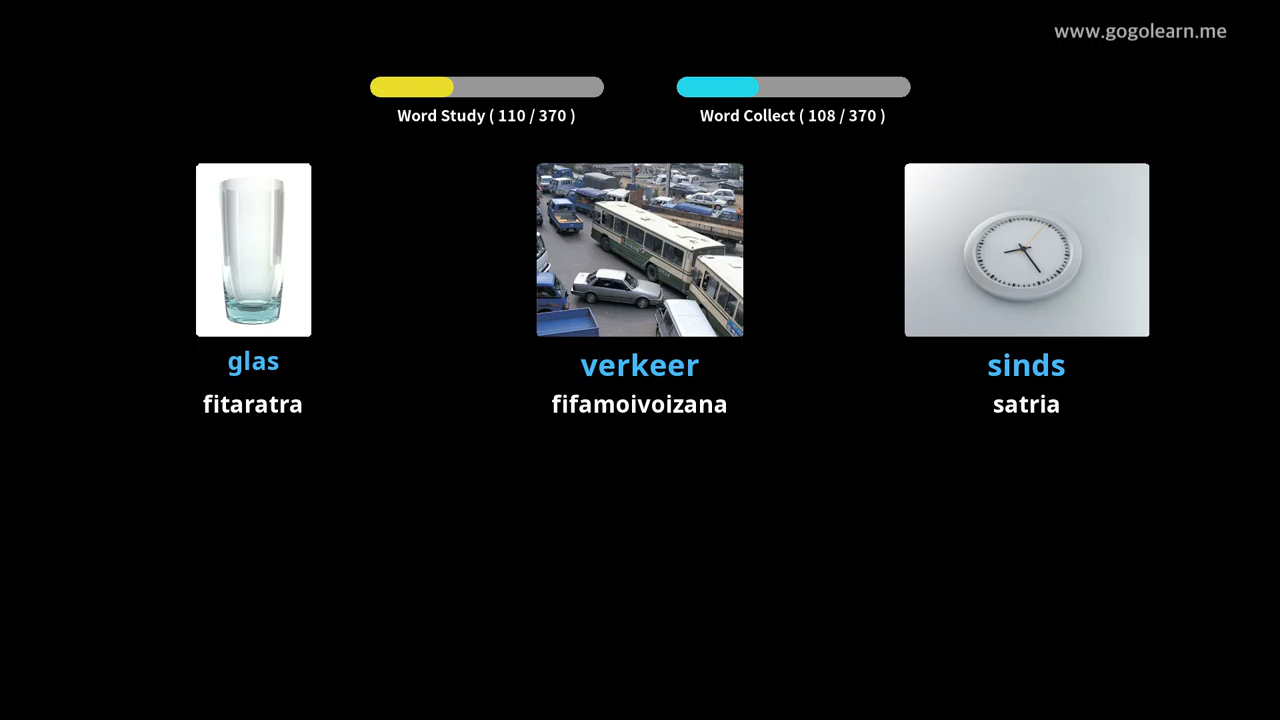 www.gogolearn.me
Word Study ( 110 / 370 )
Word Collect ( 108 / 370 )
glas
verkeer
sinds
fitaratra
fifamoivoizana
satria